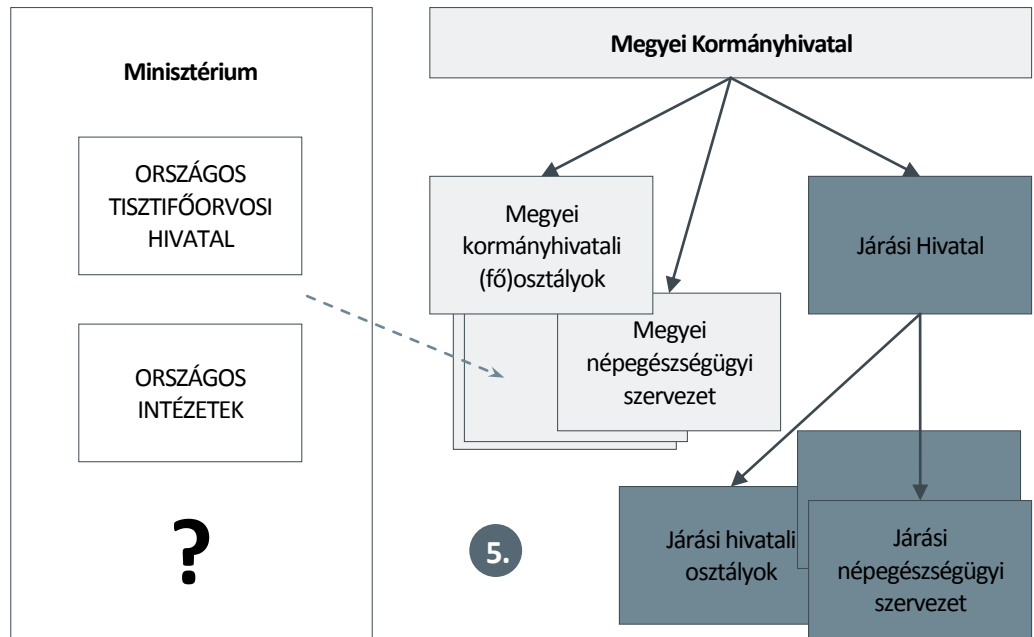 Minisztérium
ORSZÁGOS
TISZTIFŐORVOSI
HIVATAL
ORSZÁGOS
INTÉZETEK
?
Megyei Kormányhivatal
Megyei
kormányhivatali
(fő)osztályok
Megyei
népegészségügyi
szervezet
Járási Hivatal
5.
Járási hivatali
osztályok
Járási
népegészségügyi
szervezet